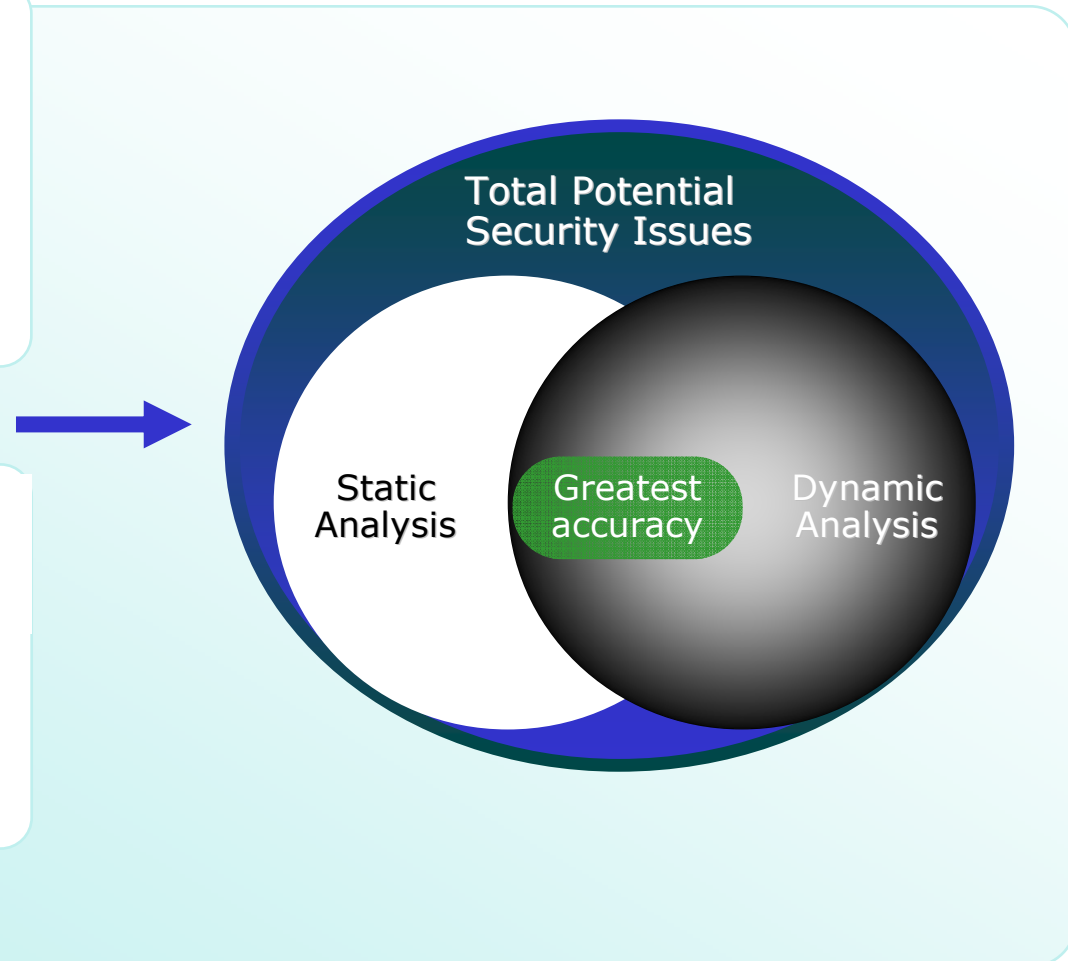 Total Potential
Security Issues
Static
Analysis
Greatest
accuracy
Dynamic
Analysis